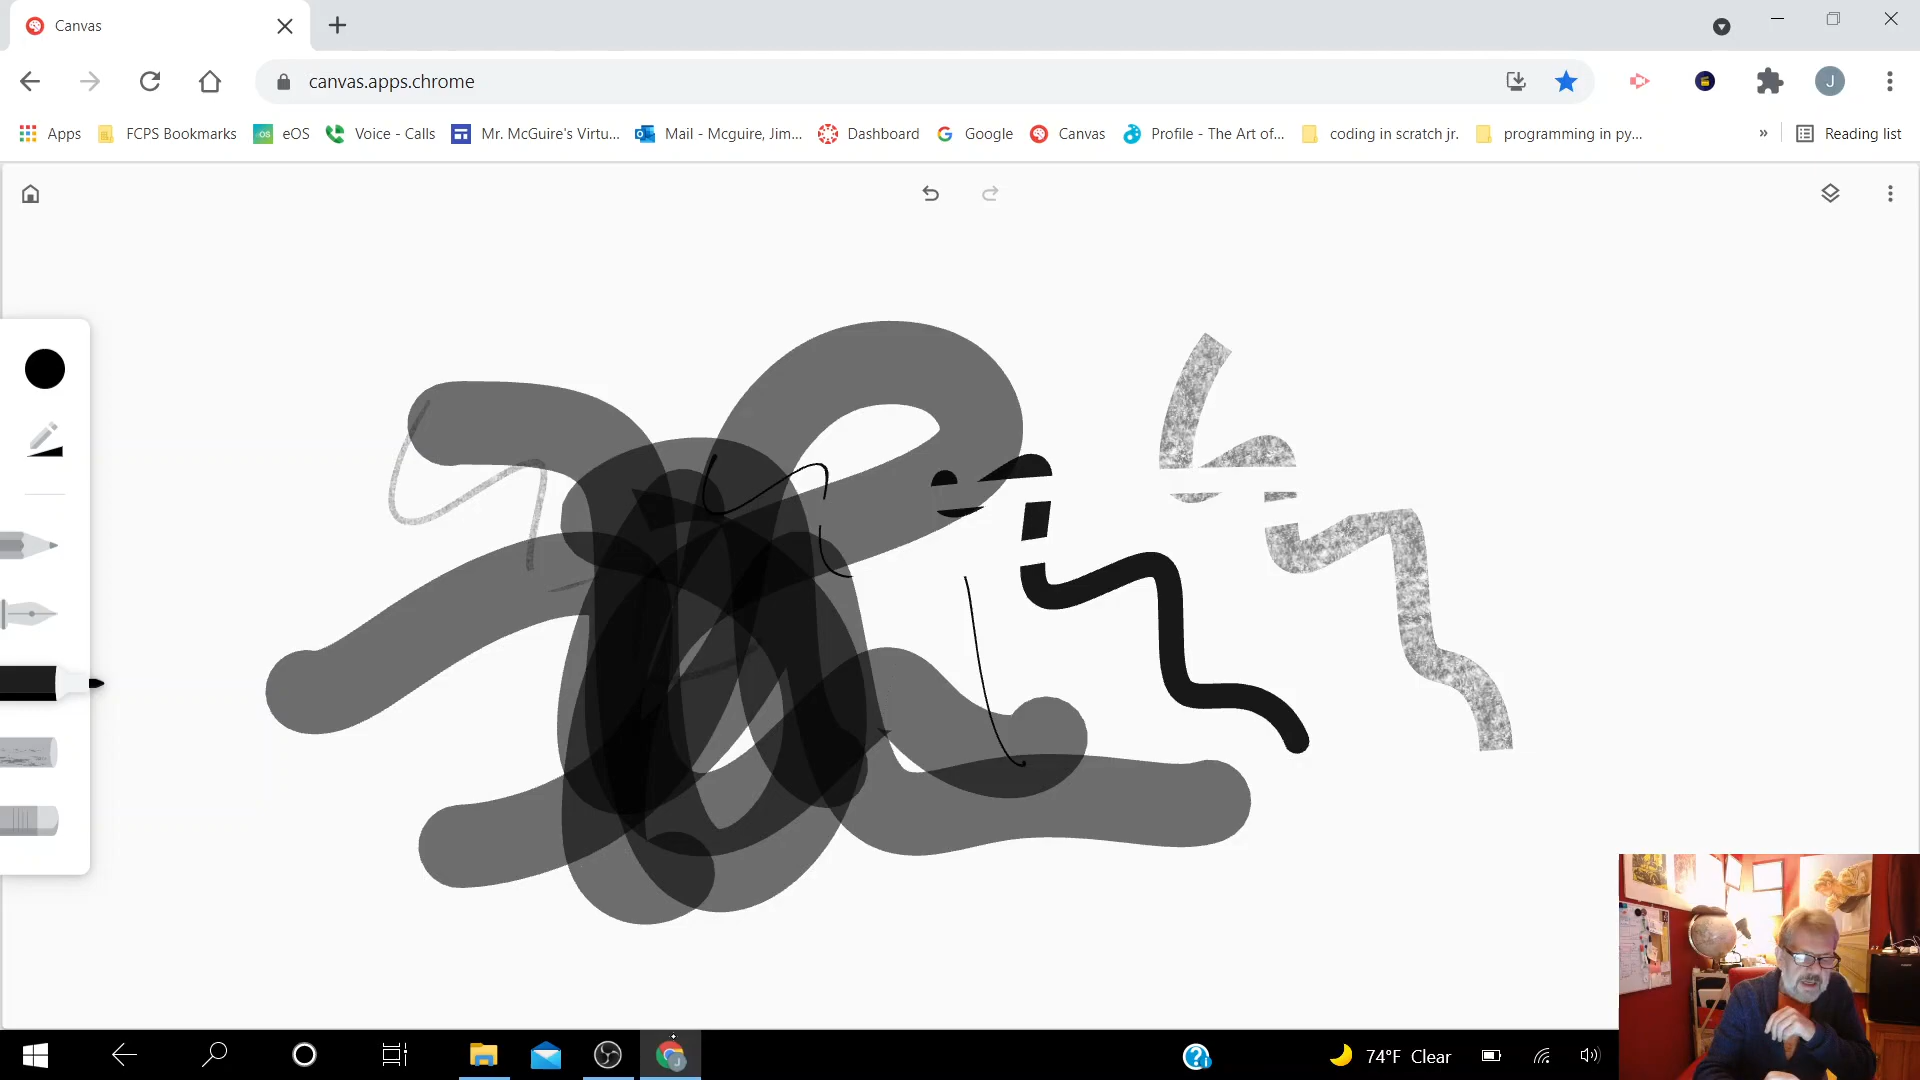 Canvas
canvas.apps.chrome
J
Apps
FCPS Bookmarks
OS
eOS
Voice - Calls
Mr. McGuire's Virtu...
Mail - Mcguire, Jim...
Dashboard
Google
Canvas
Profile - The Art of...
coding in scratch jr.
programming in py...
»
Reading list
74°F Clear